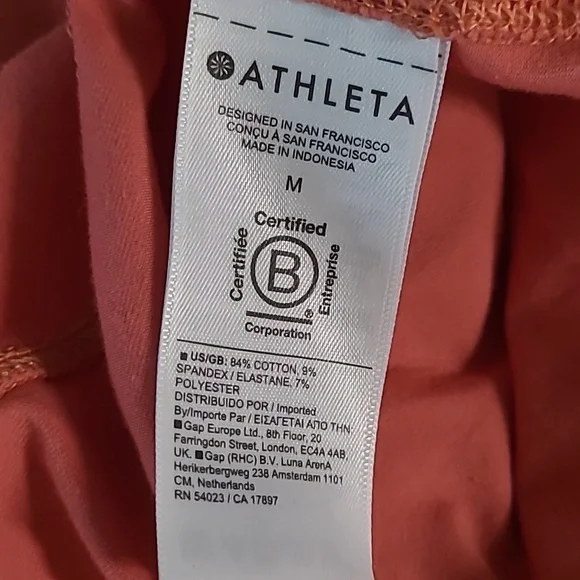 ATHLETA
DESIGNED IN SAN FRANCISCO
CONÇU À SAN FRANCISCO
MADE IN INDONESIA
M
Certified
Certifiée
B
Entreprise
®
Corporation
■ US/GB: 84% COTTON, 9%
SPANDEX / ELASTANE, 7%
POLYESTER
DISTRIBUIDO POR / Imported
By/Importe Par / ΕΙΣΑΓΕΤΑΙ ΑΠΟ ΤΗΝ:
■Gap Europe Ltd., 8th Floor, 20
Farringdon Street, London, EC4A 4AB,
UK. ■Gap (RHC) B.V. Luna ArenA
Herikerbergweg 238 Amsterdam 1101
CM, Netherlands
RN 54023 / CA 17897